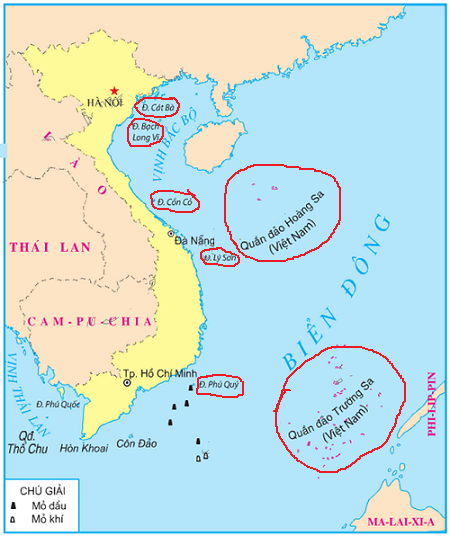 HÀ NỘI
Đ. Cát Bà
Đ. Bạch
Long Vĩ
VỊNH BẮC BỘ
LÀO
Đ. Cồn Cỏ
Quần đảo Hoàng Sa
(Việt Nam)
THÁI LAN
Đà Nẵng
Đ. Lý Sơn
BIỂN ĐÔNG
CAM-PU-CHIA
Tp. Hồ Chí Minh
Đ. Phú Quý
VỊNH
THÁI LAN
Đ. Phú Quốc
Quần đảo Trường Sa
(Việt Nam)
PHI-LIP-PIN
Qđ.
Thổ Chu
Hòn Khoai
Côn Đảo
CHÚ GIẢI
Mỏ dầu
Mỏ khí
MA-LAI-XI-A